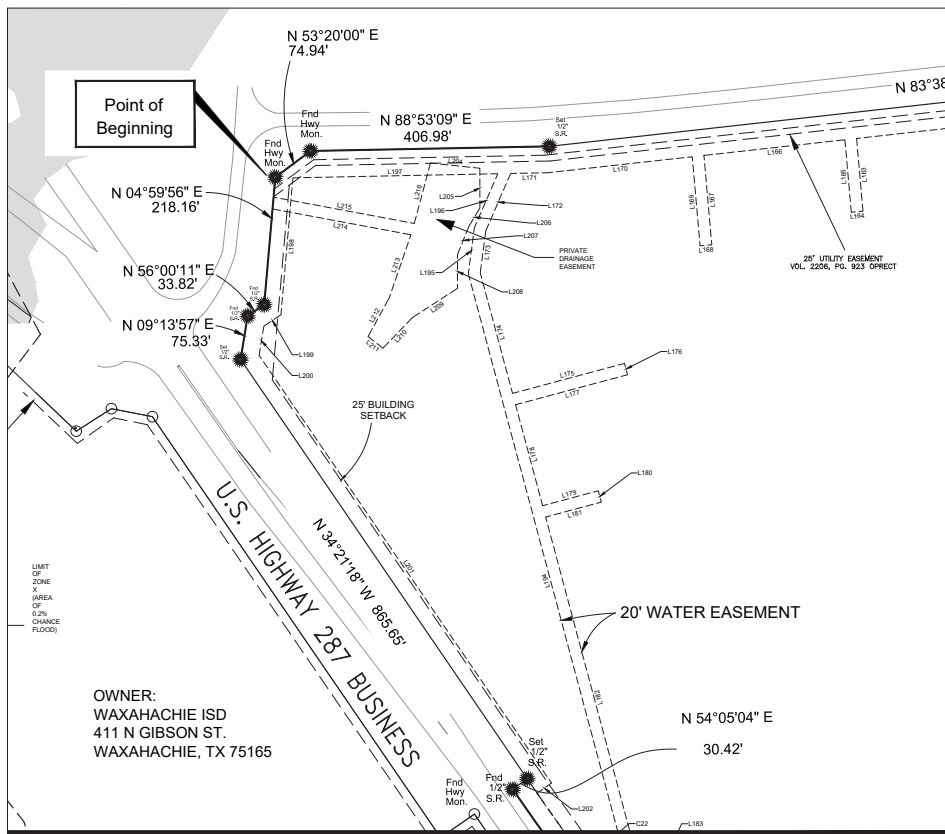 N 53°20'00" E
74.94'
Point of
Beginning
Fnd
Hwy
Mon.
Fnd
Hwy
Mon.
N 88°53'09" E
406.98'
Set
1/2"
S.R.
N 83°38
N 04°59'56" E
218.16'
N 56°00'11" E
33.82'
Fnd
1/2"
S.R.
Fnd
1/2"
S.R.
N 09°13'57" E
75.33'
Set
1/2"
S.R.
L197
L204
L171
L170
L166
L205
L196
L216
L215
L214
L198
L172
L206
L207
L173
L195
L208
L213
L212
L211
L210
L209
L169
L167
L168
L165
L163
L164
PRIVATE
DRAINAGE
EASEMENT
25' UTILITY EASEMENT
VOL. 2206, PG. 923 OPRECT
L199
L200
L174
L175
L176
L177
L178
L179
L180
L181
25' BUILDING
SETBACK
L201
L194
L182
N 34°21'18" W 865.65'
U.S. HIGHWAY 287 BUSINESS
20' WATER EASEMENT
LIMIT
OF
ZONE
X
(AREA
OF
0.2%
CHANCE
FLOOD)
OWNER:
WAXAHACHIE ISD
411 N GIBSON ST.
WAXAHACHIE, TX 75165
N 54°05'04" E
30.42'
Set
1/2"
S.R.
Fnd
1/2"
S.R.
Fnd
Hwy
Mon.
L202
C22
L183